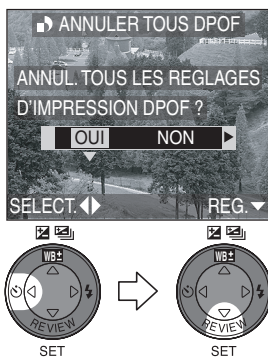 ANNULER TOUS DPOF
ANNUL. TOUS LES REGLAGES
D'IMPRESSION DPOF ?
OUI NON
SELECT. REG.
WB± WB±
REVIEW REVIEW
SET SET